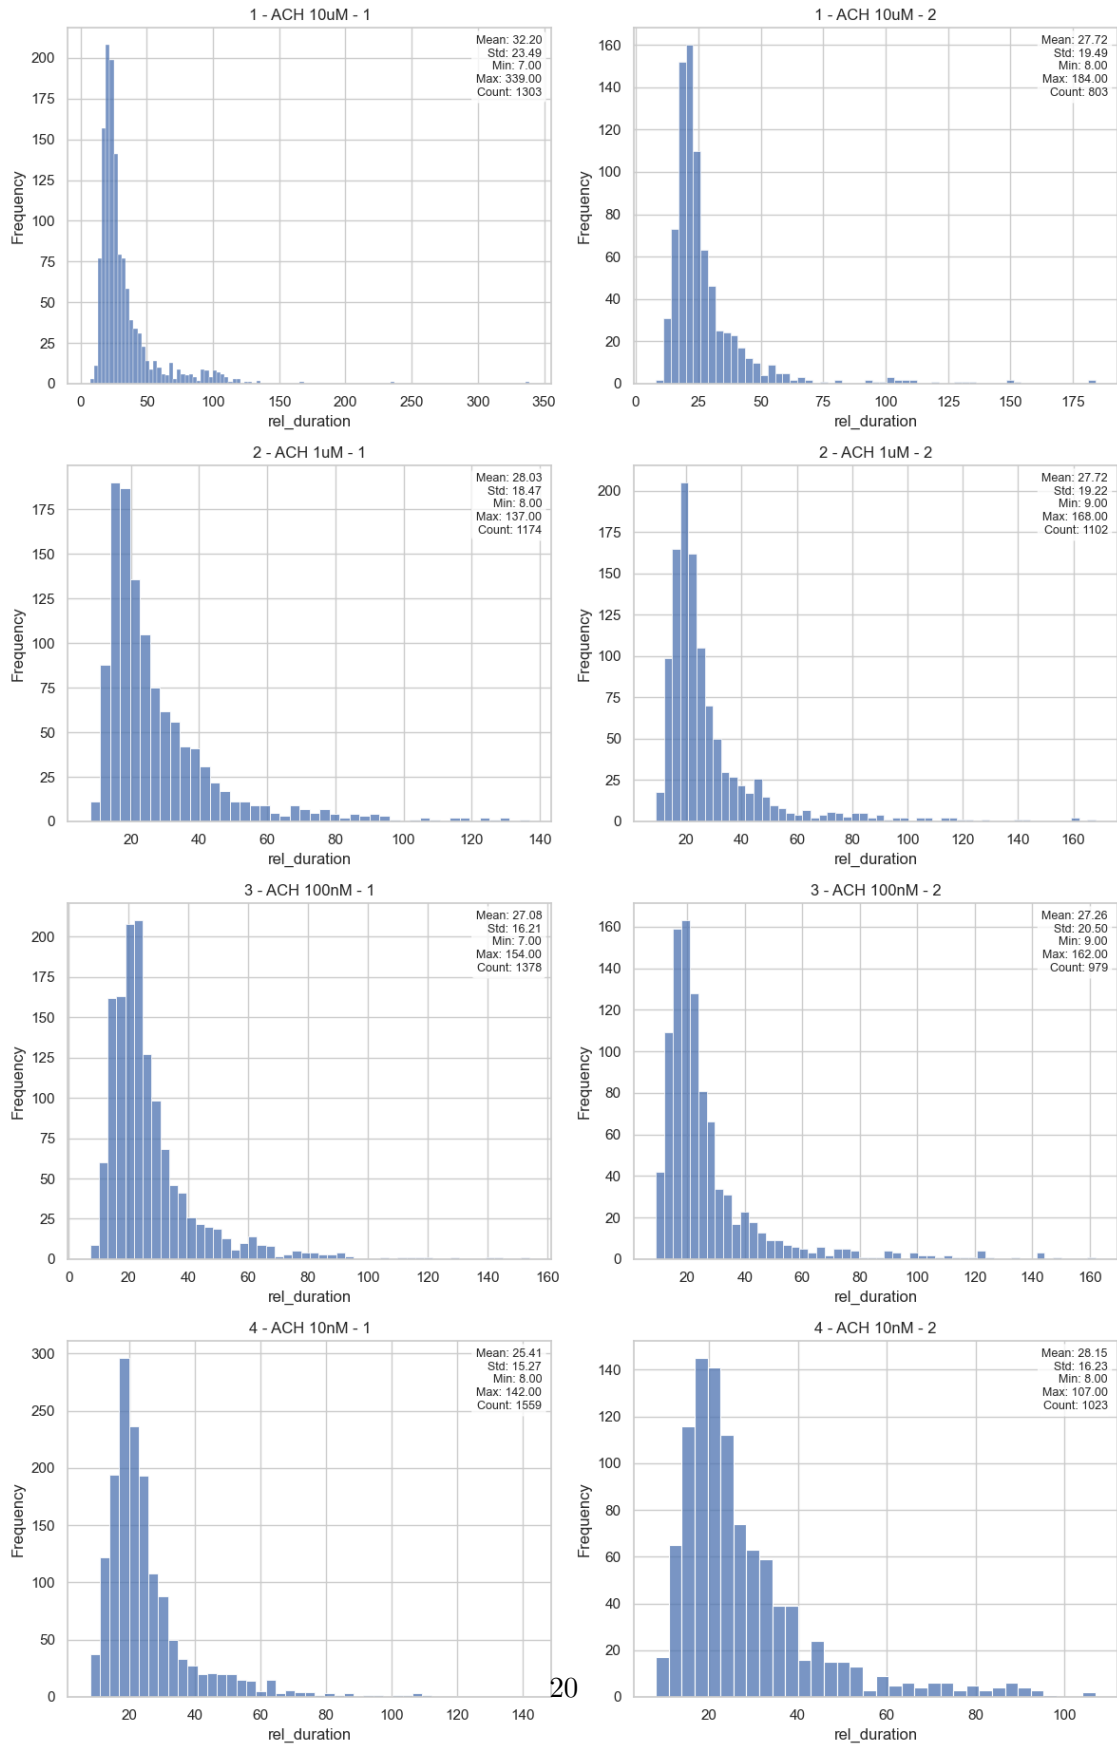 1 - ACH 10uM - 1
Mean: 32.20
Std: 23.49
Min: 7.00
Max: 339.00
Count: 1303
200
175
150
125
100
75
50
25
0
Frequency
0 50 100 150 200 250 300 350
rel_duration
1 - ACH 10uM - 2
Mean: 27.72
Std: 19.49
Min: 8.00
Max: 184.00
Count: 803
160
140
120
100
80
60
40
20
0
Frequency
0 25 50 75 100 125 150 175
rel_duration
2 - ACH 1uM - 1
Mean: 28.03
Std: 18.47
Min: 8.00
Max: 137.00
Count: 1174
175
150
125
100
75
50
25
0
Frequency
20 40 60 80 100 120 140
rel_duration
2 - ACH 1uM - 2
Mean: 27.72
Std: 19.22
Min: 9.00
Max: 168.00
Count: 1102
200
175
150
125
100
75
50
25
0
Frequency
20 40 60 80 100 120 140 160
rel_duration
3 - ACH 100nM - 1
Mean: 27.08
Std: 16.21
Min: 7.00
Max: 154.00
Count: 1378
200
175
150
125
100
75
50
25
0
Frequency
0 20 40 60 80 100 120 140 160
rel_duration
3 - ACH 100nM - 2
Mean: 27.26
Std: 20.50
Min: 9.00
Max: 162.00
Count: 979
160
140
120
100
80
60
40
20
0
Frequency
20 40 60 80 100 120 140 160
rel_duration
4 - ACH 10nM - 1
Mean: 25.41
Std: 15.27
Min: 8.00
Max: 142.00
Count: 1559
300
250
200
150
100
50
0
Frequency
20 40 60 80 100 120 140
rel_duration
4 - ACH 10nM - 2
Mean: 28.15
Std: 16.23
Min: 8.00
Max: 107.00
Count: 1023
140
120
100
80
60
40
20
0
Frequency
20 40 60 80 100
rel_duration
20